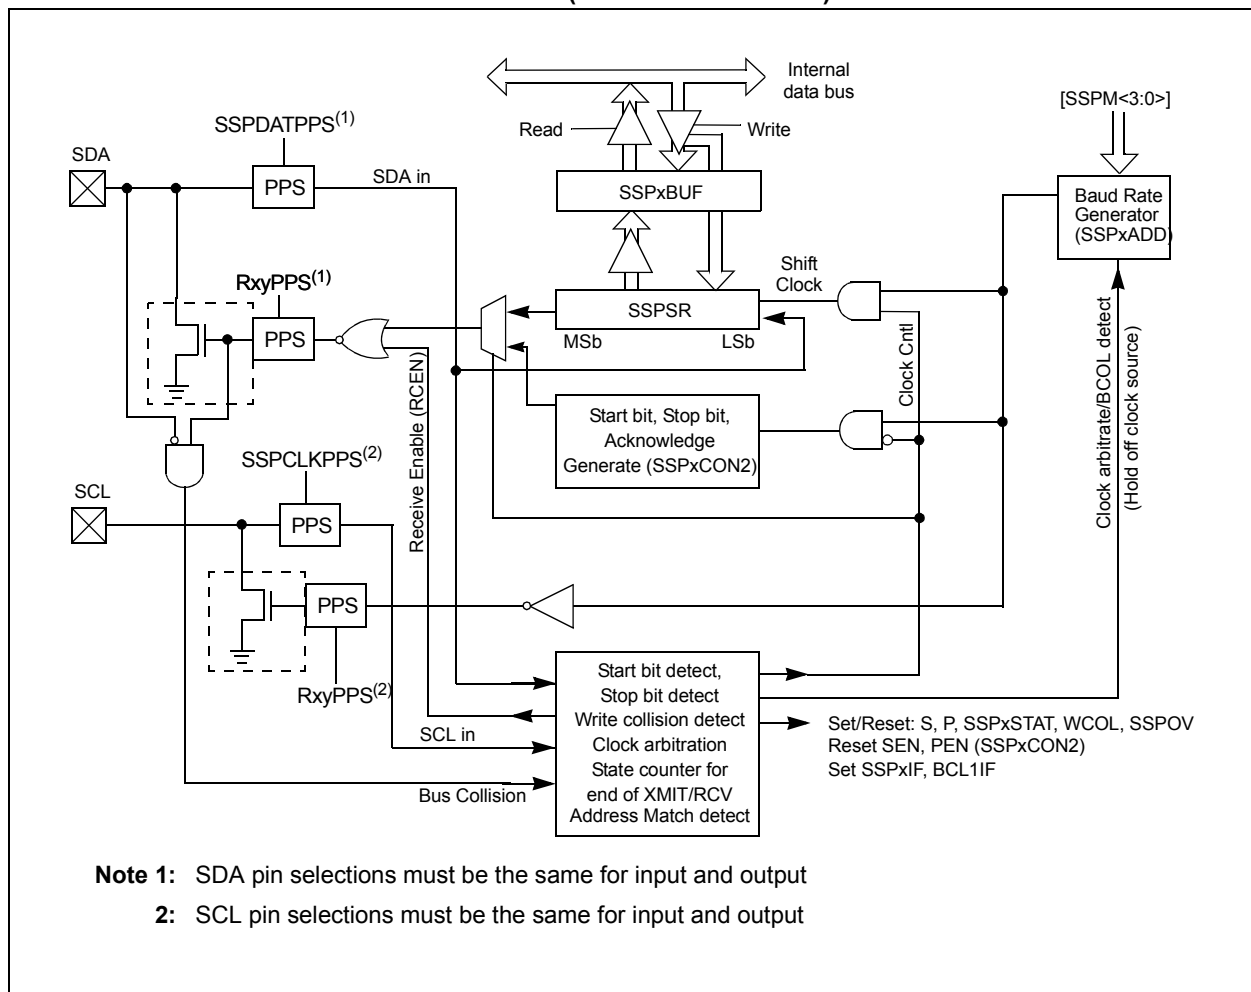 Internal
data bus
[SSPM<3:0>]
SSPDATPPS(1)
Read
Write
SDA
PPS
SDA in
SSPxBUF
Baud Rate
Generator
(SSPxADD)
RxyPPS(1)
Shift
Clock
PPS
SSPSR
MSb
LSb
Receive Enable (RCEN)
Clock Cntl
Clock arbitrate/BCOL detect
(Hold off clock source)
Start bit, Stop bit,
Acknowledge
Generate (SSPxCON2)
SSPCLKPPS(2)
SCL
PPS
PPS
RxyPPS(2)
SCL in
Bus Collision
Start bit detect,
Stop bit detect
Write collision detect
Clock arbitration
State counter for
end of XMIT/RCV
Address Match detect
Set/Reset: S, P, SSPxSTAT, WCOL, SSPOV
Reset SEN, PEN (SSPxCON2)
Set SSPxIF, BCL1IF
Note 1: SDA pin selections must be the same for input and output
2: SCL pin selections must be the same for input and output